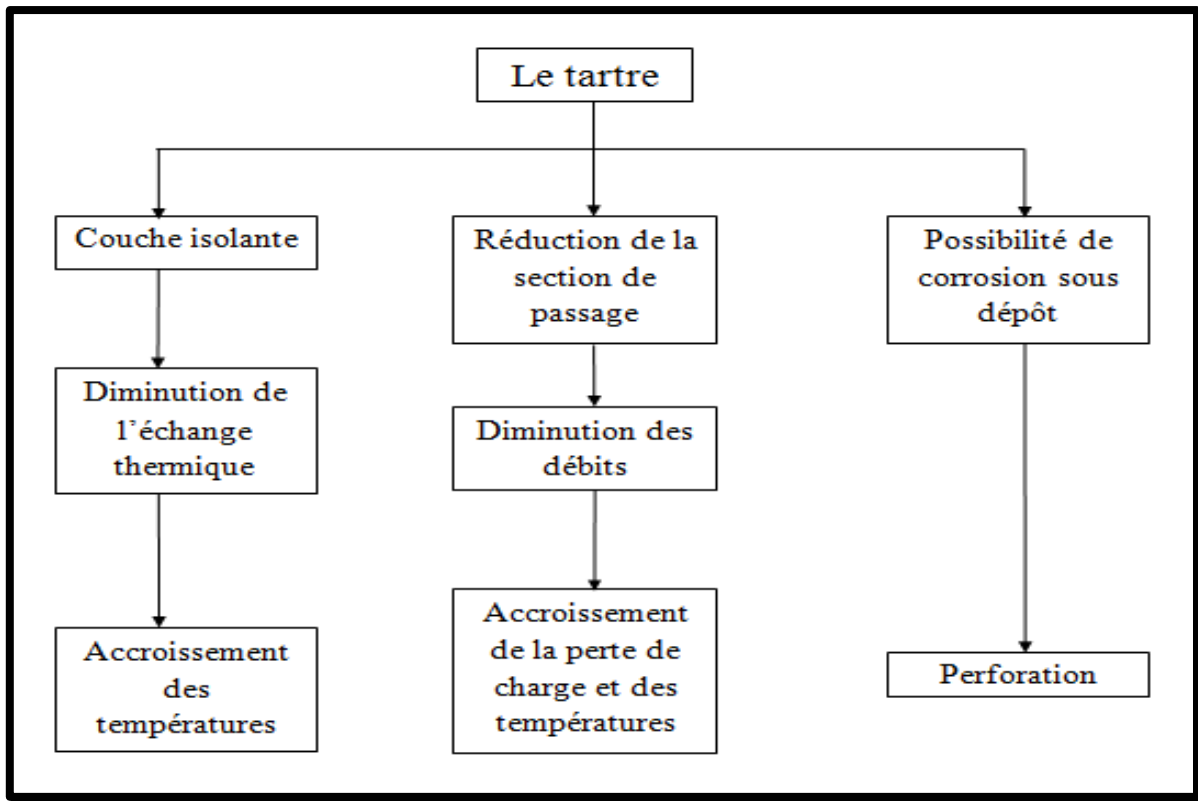 Le tartre
Couche isolante
Diminution de
l'échange
thermique
Accroissement
des
températures
Réduction de la
section de
passage
Diminution des
débits
Accroissement
de la perte de
charge et des
températures
Possibilité de
corrosion sous
dépôt
Perforation